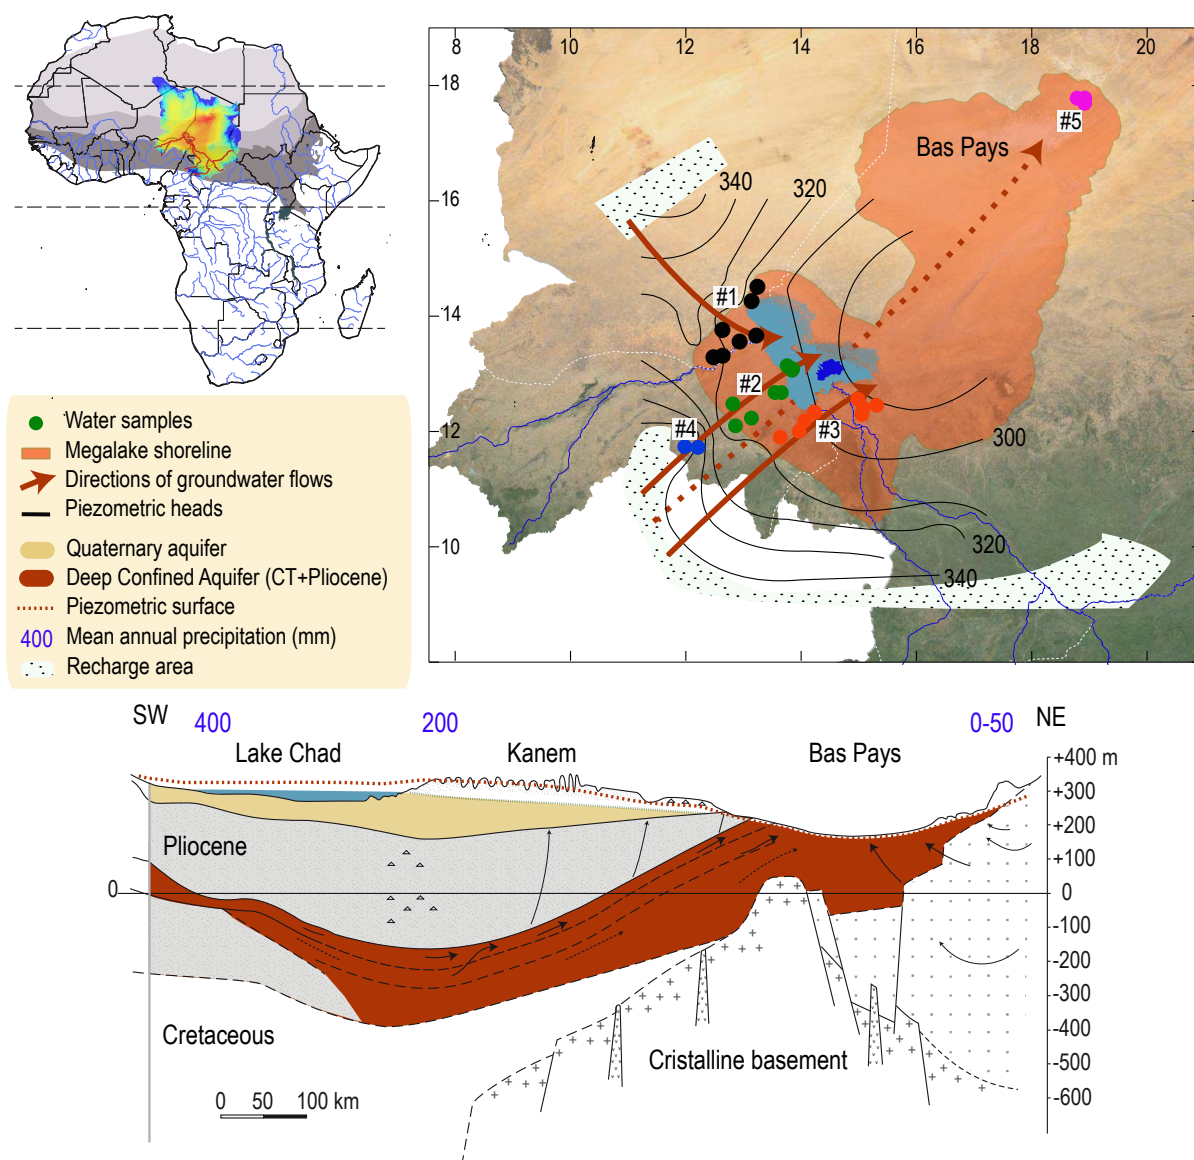 8 10 12 14 16 18 20
18
#5
Bas Pays
340 320
16
#1
14
#2
#4 #3
12
300
320
10
340
Water samples
Megalake shoreline
Directions of groundwater flows
Piezometric heads
Quaternary aquifer
Deep Confined Aquifer (CT+Pliocene)
Piezometric surface
400 Mean annual precipitation (mm)
Recharge area
SW 400 200 0-50 NE
Lake Chad Kanem Bas Pays
+400 m
+300
+200
Pliocene
+100
0 0
-100
-200
-300
Cretaceous
-400
Cristalline basement
-500
-600
0 50 100 km